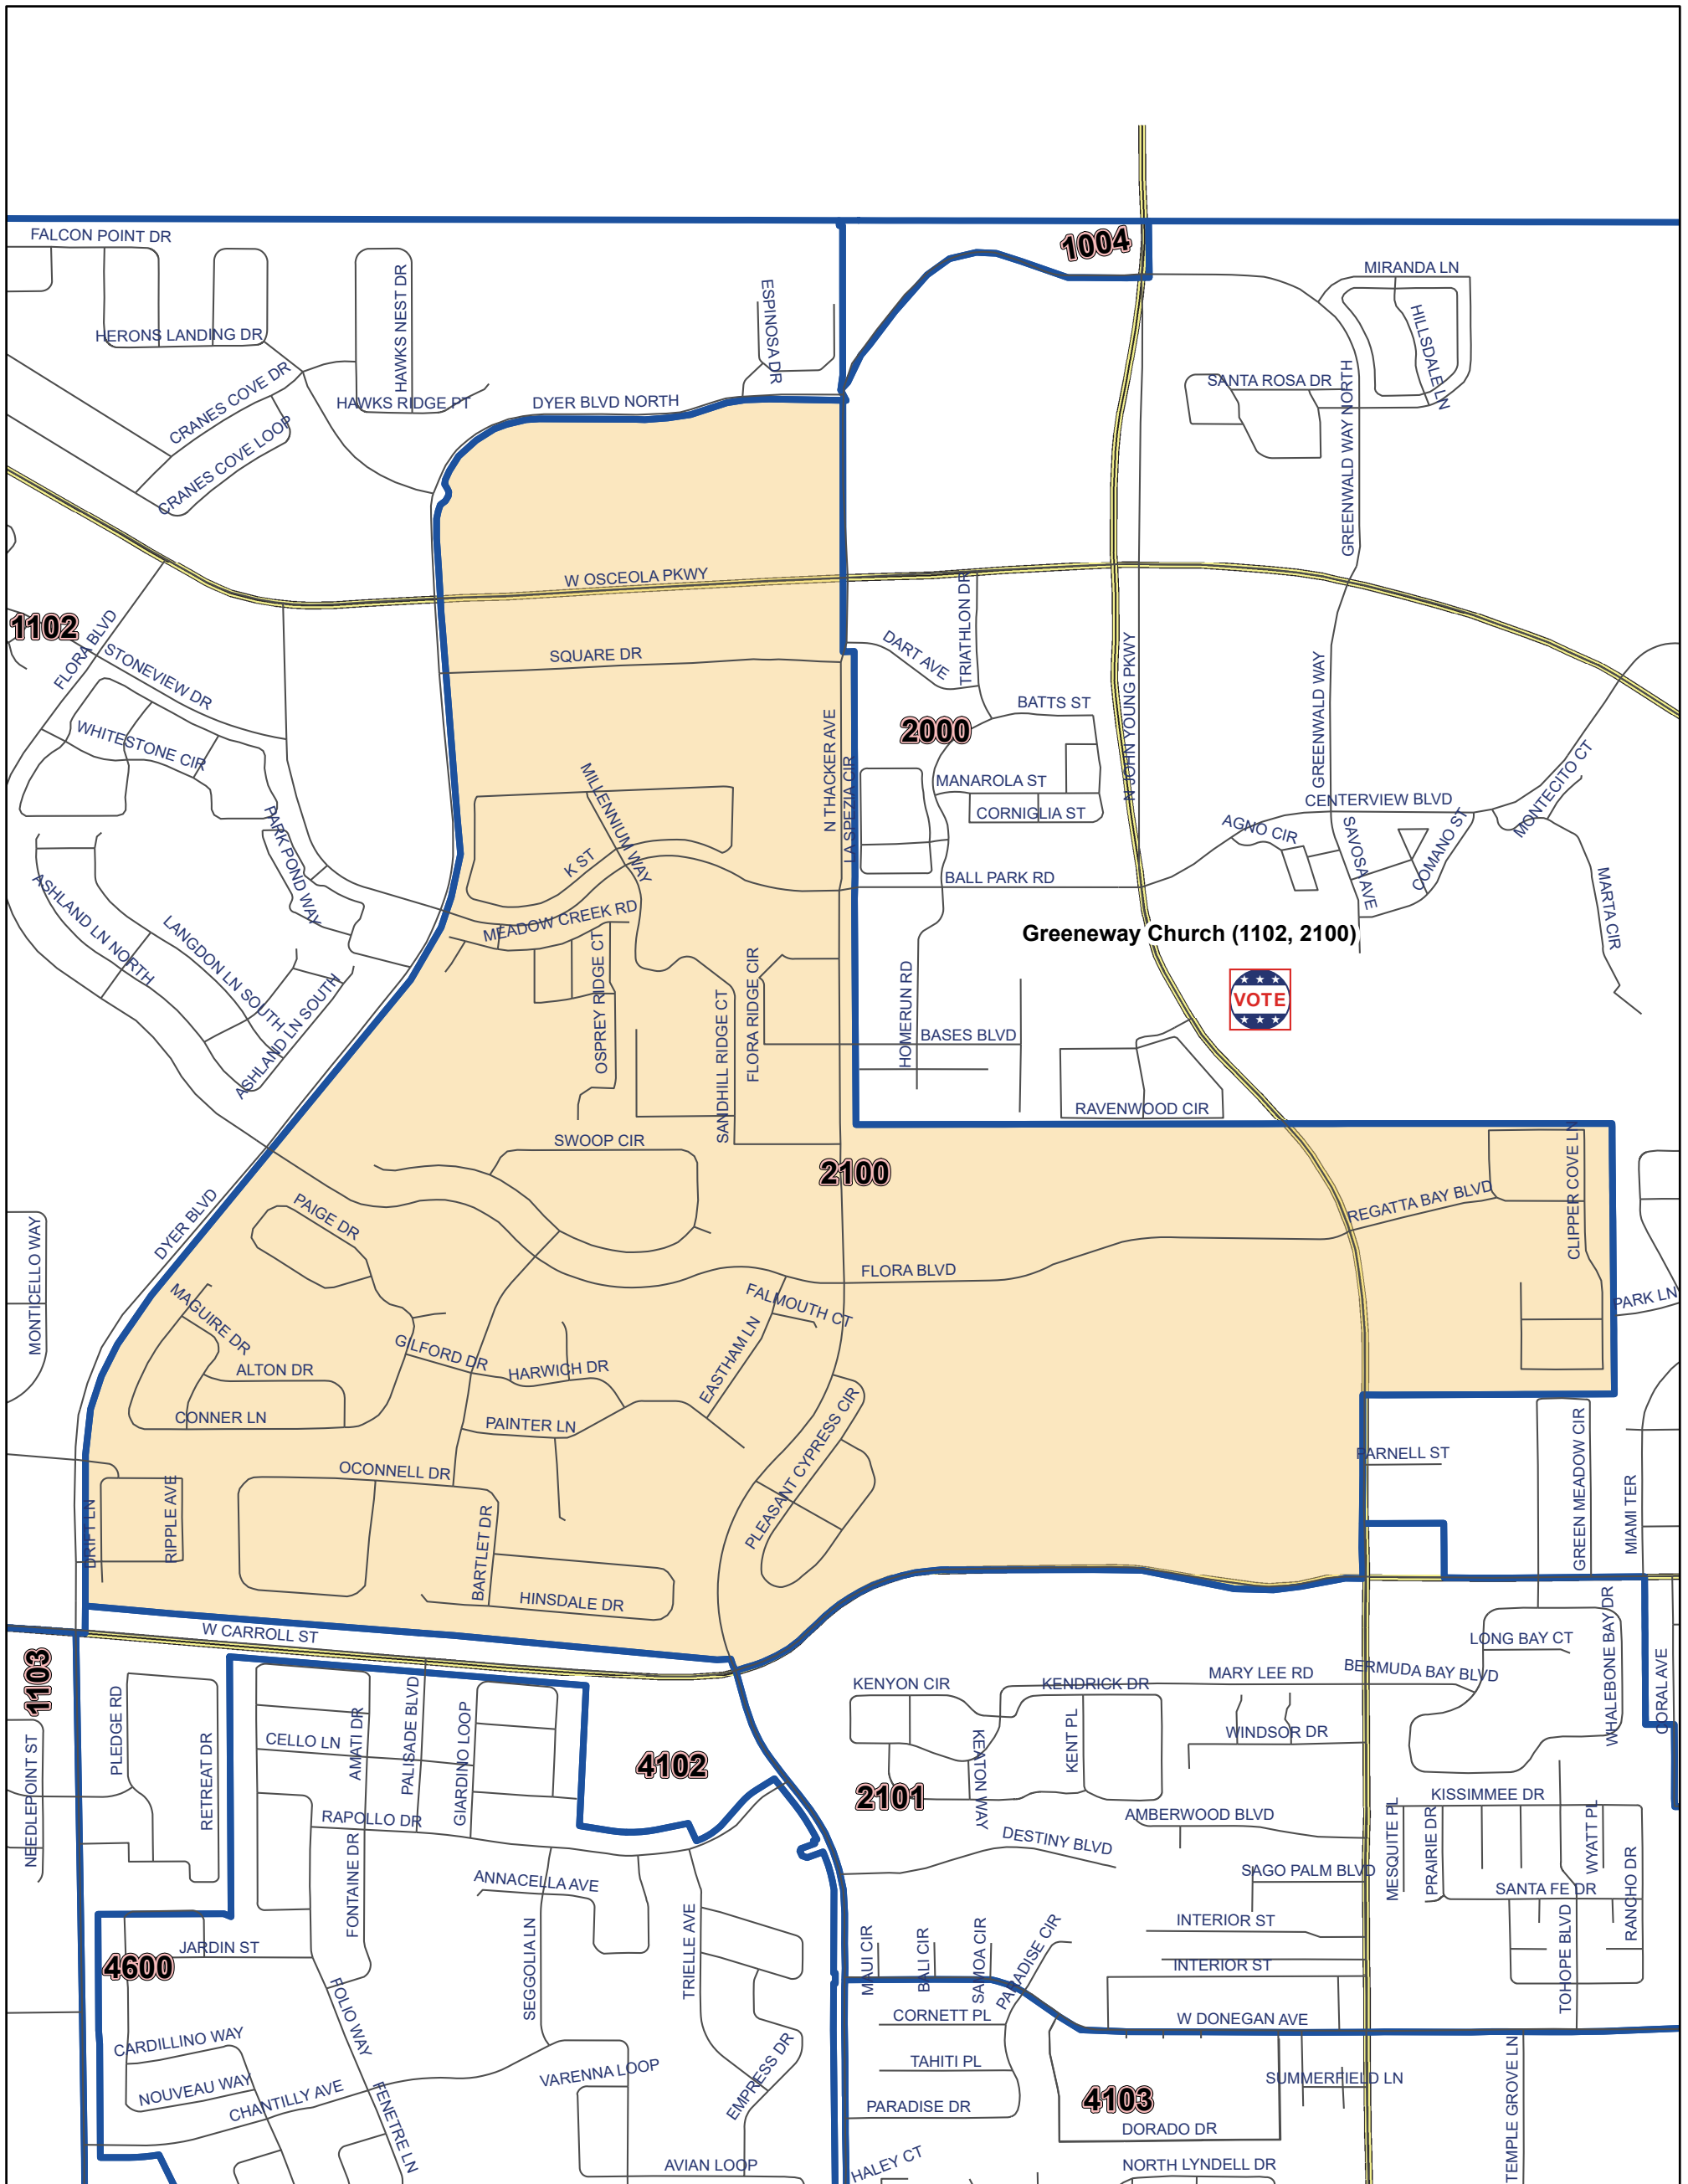 1004
FALCON POINT DR
MIRANDA LN
HERONS LANDING DR
HAWKS NEST DR
ESPINOSA DR
HILLSDALE LN
CRANES COVE DR
SANTA ROSA DR
HAWKS RIDGE PT
DYER BLVD NORTH
GREENWALD WAY NORTH
CRANES COVE LOOP
W OSCEOLA PKWY
1102
FLORA BLVD
STONEVIEW DR
SQUARE DR
DART AVE
TRIATHLON DR
N JOHN YOUNG PKWY
GREENWALD WAY
BATTS ST
2000
WHITESTONE CIR
N THACKER AVE
LA SPEZIA CIR
MILLENNIUM WAY
MANAROLA ST
CORNIGLIA ST
CENTERVIEW BLVD
MONTECITO CT
AGNO CIR
SAVOSA AVE
COMANO ST
PARK POND WAY
K ST
BALL PARK RD
MARTA CIR
ASHLAND LN NORTH
LANGDON LN SOUTH
MEADOW CREEK RD
Greeneway Church (1102, 2100)
VOTE
ASHLAND LN SOUTH
OSPREY RIDGE CT
SANDHILL RIDGE CT
FLORA RIDGE CIR
HOMERUN RD
BASES BLVD
RAVENWOOD CIR
SWOOP CIR
2100
CLIPPER COVE LN
REGATTA BAY BLVD
PAIGE DR
DYER BLVD
MONTICELLO WAY
FLORA BLVD
PARK LN
MAGUIRE DR
FALMOUTH CT
GILFORD DR
HARWICH DR
EASTHAM LN
ALTON DR
CONNER LN
PAINTER LN
PLEASANT CYPRESS CIR
PARNELL ST
GREEN MEADOW CIR
MIAMI TER
OCONNELL DR
DRIFT LN
RIPPLE AVE
BARTLET DR
HINSDALE DR
W CARROLL ST
1103
LONG BAY CT
WHALEBONE BAY DR
CORAL AVE
BERMUDA BAY BLVD
MARY LEE RD
KENYON CIR
KENDRICK DR
PLEDGE RD
RETREAT DR
CELLO LN
AMATI DR
PALISADE BLVD
GIARDINO LOOP
NEEDLEPOINT ST
KEATON WAY
KENT PL
WINDSOR DR
4102
2101
KISSIMMEE DR
RAPOLLO DR
AMBERWOOD BLVD
MESQUITE PL
PRAIRIE DR
WYATT PL
RANCHO DR
DESTINY BLVD
SAGO PALM BLVD
SANTA FE DR
ANNACELLA AVE
FONTAINE DR
INTERIOR ST
MAUI CIR
BALI CIR
SAMOA CIR
PARADISE CIR
TOHOPE BLVD
4600
JARDIN ST
SEGGOLIA LN
TRIELLE AVE
INTERIOR ST
CORNETT PL
W DONEGAN AVE
FOLIO WAY
CARDILLINO WAY
TAHITI PL
VARENNA LOOP
EMPRESS DR
SUMMERFIELD LN
TEMPLE GROVE LN
NOUVEAU WAY
CHANTILLY AVE
FENETRE LN
PARADISE DR
4103
DORADO DR
AVIAN LOOP
HALEY CT
NORTH LYNDELL DR